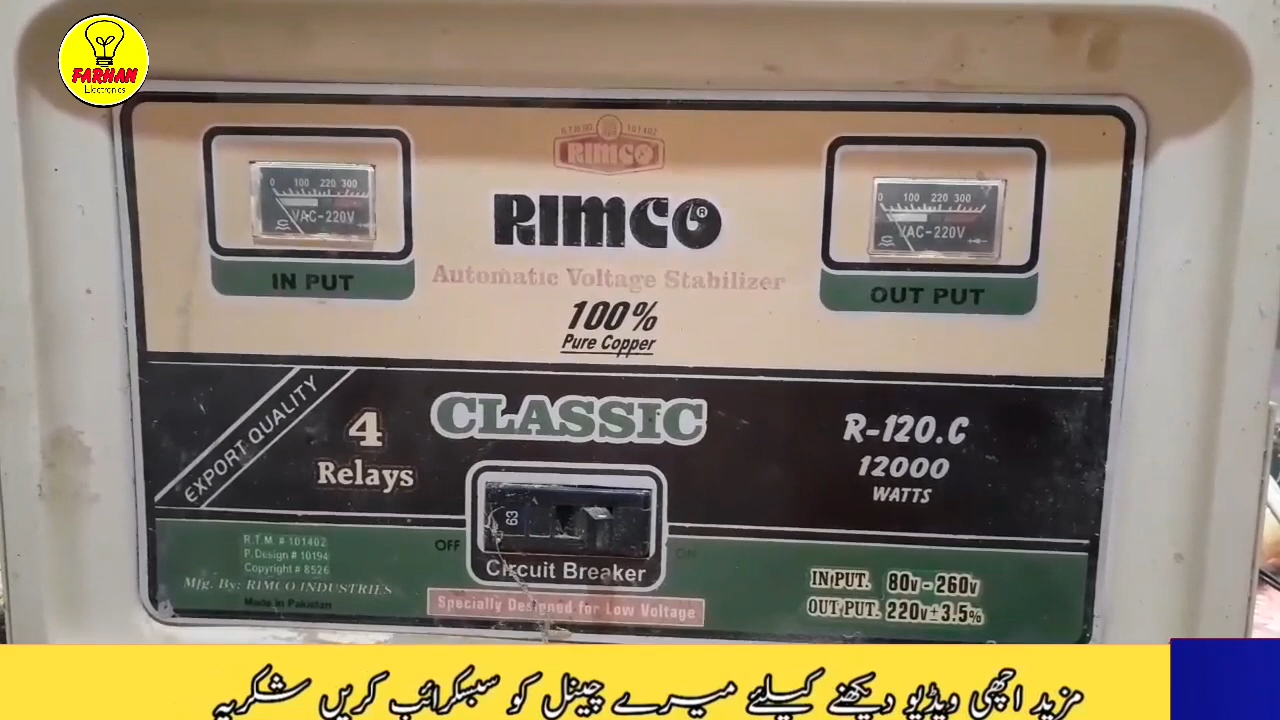 FARHAN
Electronics
R.T.M.NO. 101402
RIMCO
0 100 220 300
VAC-220V
IN PUT
RIMCO®
Automatic Voltage Stabilizer
100%
Pure Copper
0 100 220 300
VAC-220V
OUT PUT
EXPORT QUALITY
4
Relays
CLASSIC
R-120.C
12000
WATTS
63
OFF
ON
Circuit Breaker
R.T.M. # 101402
P.Design # 10194
Copyright # 8526
Mfg. By: RIMCO INDUSTRIES
Made in Pakistan
Specially Designed for Low Voltage
INPUT. 80v - 260v
OUT PUT. 220v±3.5%
مزید اچھی ویڈیو دیکھنے کیلئے میرے چینل کو سبسکرائب کریں شکریہ